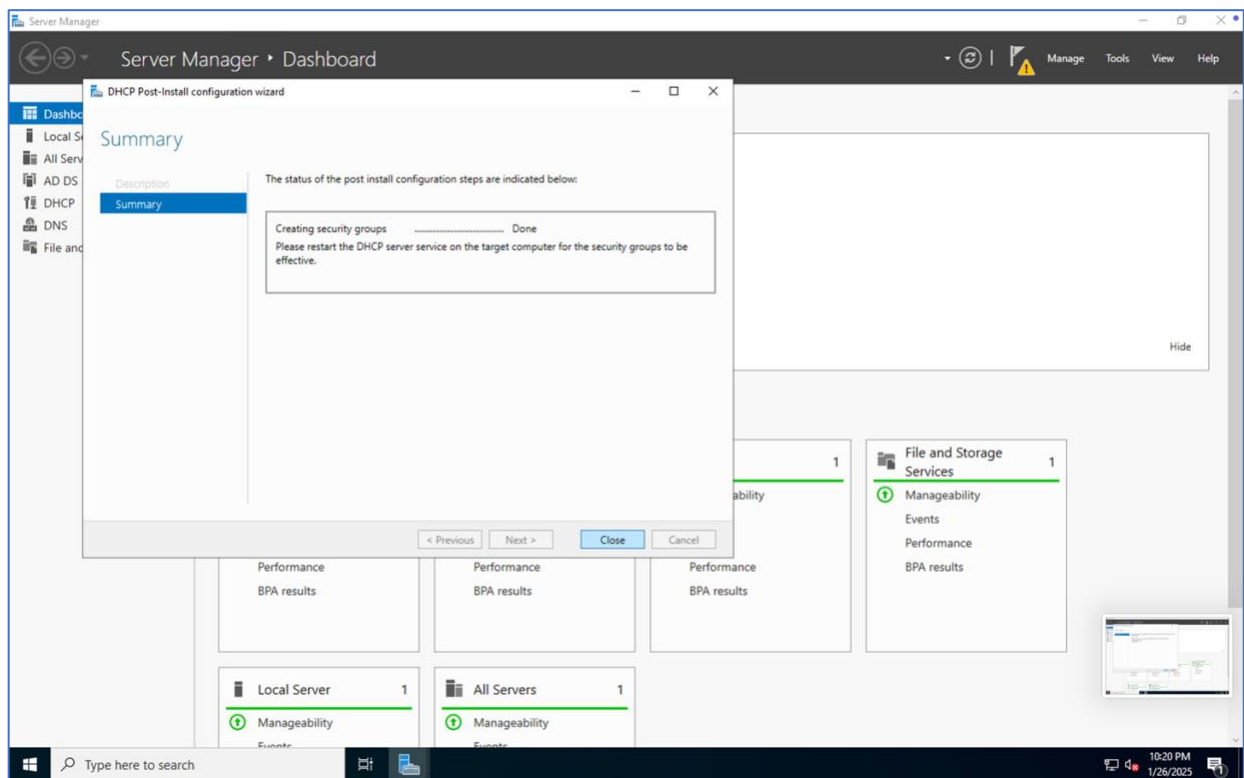 Server Manager
Server Manager • Dashboard
Manage Tools View Help
DHCP Post-Install configuration wizard
Dashbc
Local Se
All Serv
AD DS
DHCP
DNS
File and
Summary
Description
Summary
The status of the post install configuration steps are indicated below:
Creating security groups ............................ Done
Please restart the DHCP server service on the target computer for the security groups to be
effective.
< Previous Next > Close Cancel
Hide
1
ability
Performance Performance Performance
BPA results BPA results BPA results
File and Storage
Services 1
Manageability
Events
Performance
BPA results
Local Server 1
Manageability
Events
All Servers 1
Manageability
Events
Type here to search
10:20 PM
1/26/2025
1